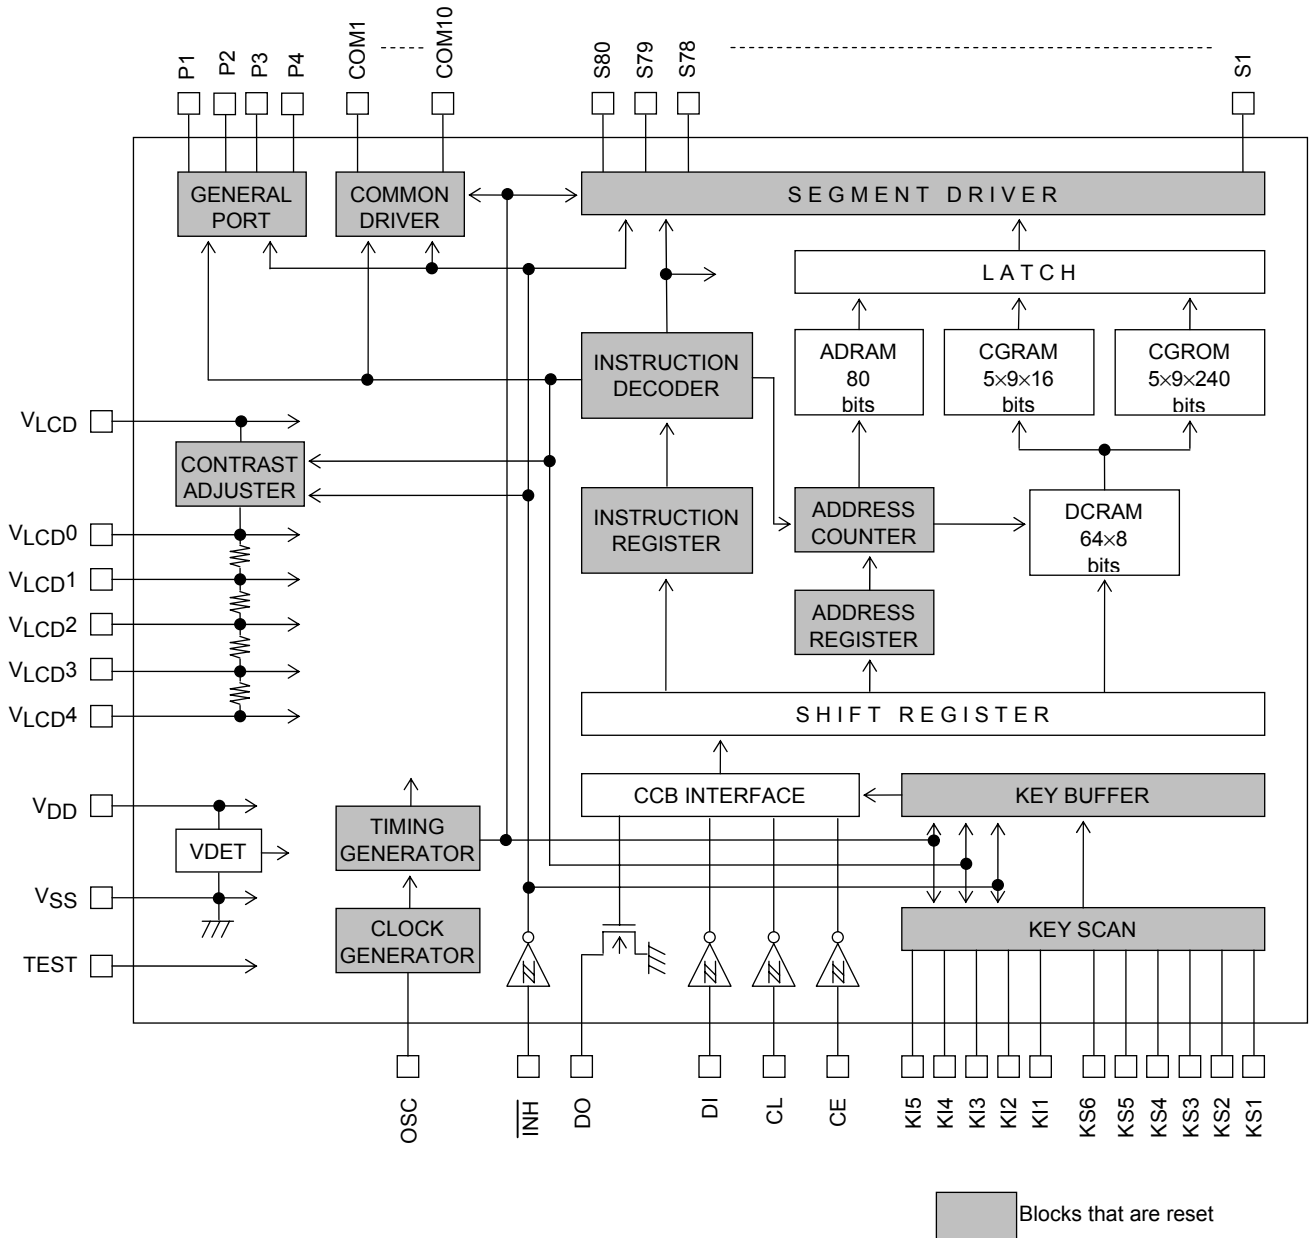 P1
P2
P3
P4
COM1
COM10
S80
S79
S78
S1
GENERAL
PORT
COMMON
DRIVER
SEGMENT DRIVER
LATCH
INSTRUCTION
DECODER
ADRAM
80
bits
CGRAM
5×9×16
bits
CGROM
5×9×240
bits
VLCD
CONTRAST
ADJUSTER
INSTRUCTION
REGISTER
ADDRESS
COUNTER
DCRAM
64×8
bits
VLCD0
VLCD1
VLCD2
VLCD3
VLCD4
ADDRESS
REGISTER
SHIFT REGISTER
VDD
VDET
VSS
TEST
TIMING
GENERATOR
CLOCK
GENERATOR
CCB INTERFACE
KEY BUFFER
KEY SCAN
OSC
INH
DO
DI
CL
CE
KI5
KI4
KI3
KI2
KI1
KS6
KS5
KS4
KS3
KS2
KS1
Blocks that are reset